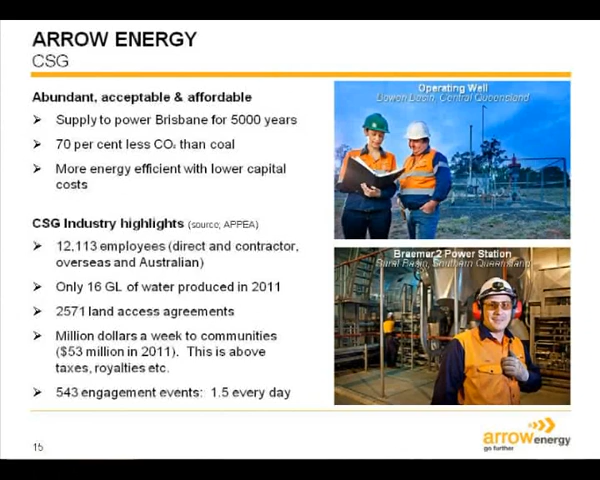 ARROW ENERGY
CSG
Abundant, acceptable & affordable
Supply to power Brisbane for 5000 years
70 per cent less CO₂ than coal
More energy efficient with lower capital
costs
CSG Industry highlights (source; APPEA)
12,113 employees (direct and contractor,
overseas and Australian)
Only 16 GL of water produced in 2011
2571 land access agreements
Million dollars a week to communities
($53 million in 2011). This is above
taxes, royalties etc.
543 engagement events: 1.5 every day
Operating Well
Bowen Basin, Central Queensland
Braemar 2 Power Station
Surat Basin, Southern Queensland
arrow energy
go further
15